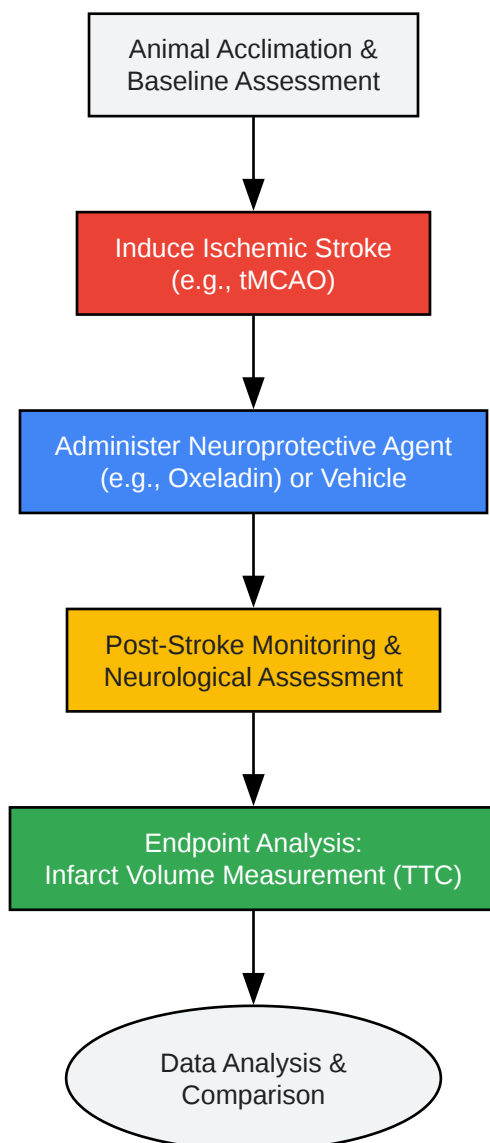 Animal Acclimation &
Baseline Assessment
Induce Ischemic Stroke
(e.g., tMCAO)
Administer Neuroprotective Agent
(e.g., Oxeladin) or Vehicle
Post-Stroke Monitoring &
Neurological Assessment
Endpoint Analysis:
Infarct Volume Measurement (TTC)
Data Analysis &
Comparison